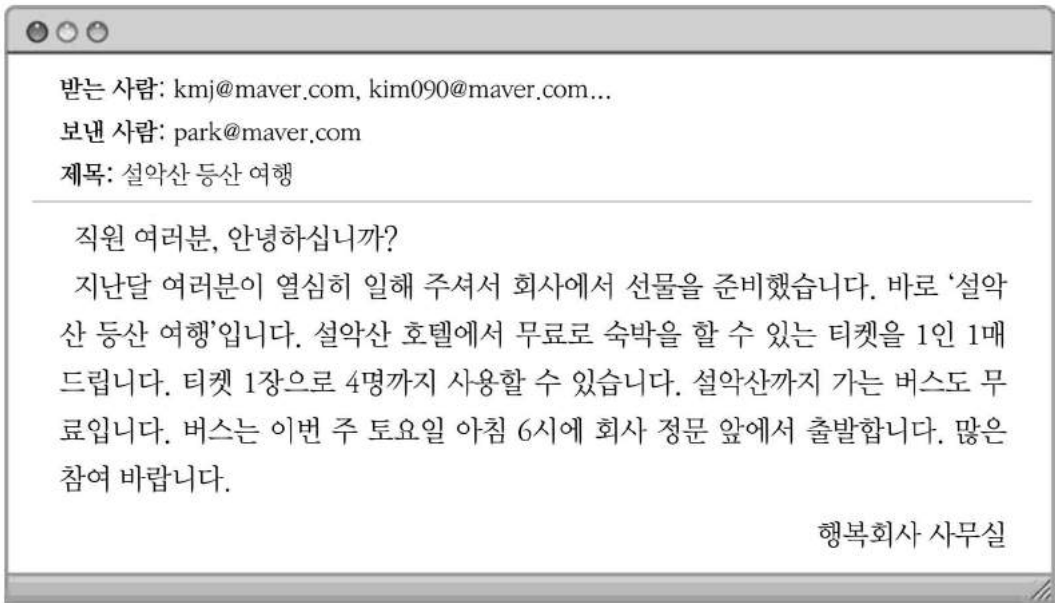 받는 사람: kmj@maver.com, kim090@maver.com...
보낸 사람: park@maver.com
제목: 설악산 등산 여행
직원 여러분, 안녕하십니까?
지난달 여러분이 열심히 일해 주셔서 회사에서 선물을 준비했습니다. 바로 ‘설악
산 등산 여행’입니다. 설악산 호텔에서 무료로 숙박을 할 수 있는 티켓을 1인 1매
드립니다. 티켓 1장으로 4명까지 사용할 수 있습니다. 설악산까지 가는 버스도 무
료입니다. 버스는 이번 주 토요일 아침 6시에 회사 정문 앞에서 출발합니다. 많은
참여 바랍니다.
행복회사 사무실